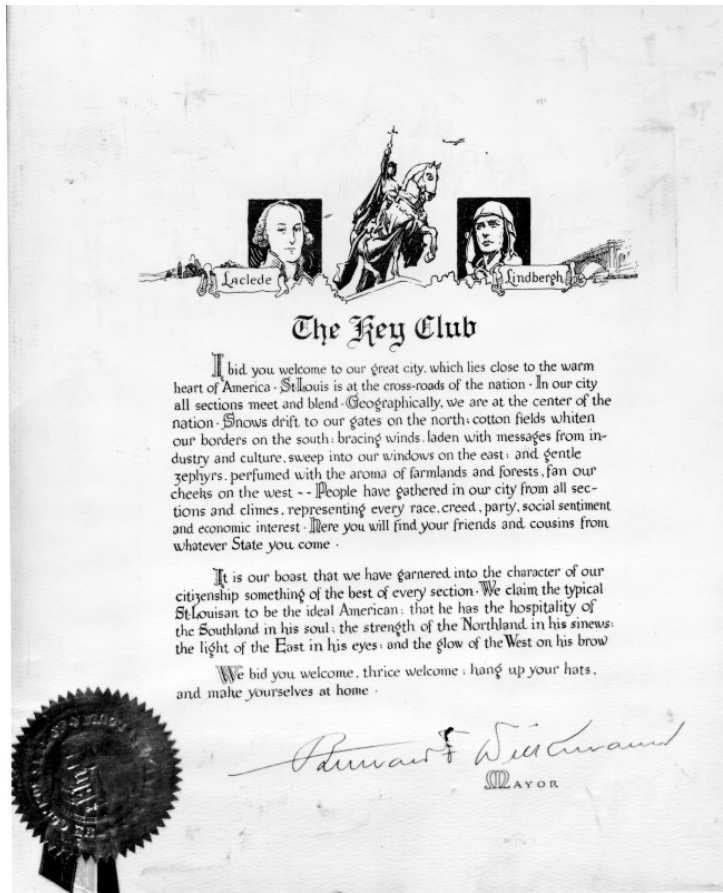 Laclede
Lindbergh
The Key Club
I bid you welcome to our great city, which lies close to the warm
heart of America · St.Louis is at the cross-roads of the nation · In our city
all sections meet and blend · Geographically, we are at the center of the
nation · Snows drift to our gates on the north; cotton fields whiten
our borders on the south; bracing winds, laden with messages from in-
dustry and culture, sweep into our windows on the east; and gentle
zephyrs, perfumed with the aroma of farmlands and forests, fan our
cheeks on the west -- People have gathered in our city from all sec-
tions and climes, representing every race, creed, party, social sentiment
and economic interest · Here you will find your friends and cousins from
whatever State you come ·
It is our boast that we have garnered into the character of our
citizenship something of the best of every section · We claim the typical
St.Louisan to be the ideal American; that he has the hospitality of
the Southland in his soul; the strength of the Northland in his sinews;
the light of the East in his eyes; and the glow of the West on his brow
We bid you welcome, thrice welcome; hang up your hats,
and make yourselves at home ·
MAYOR